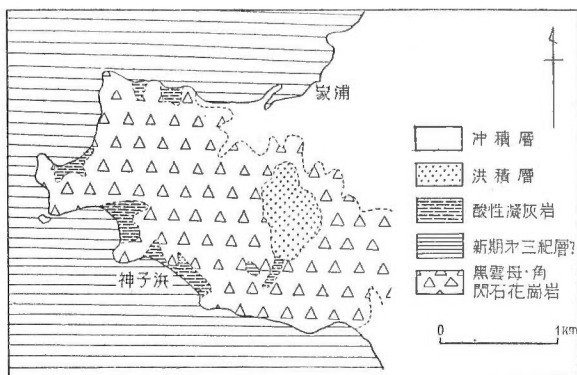 家浦
神子浜
冲積層
洪積層
酸性凝灰岩
新期才三紀層?
黒雲母・角
閃石花崗岩
0 1km